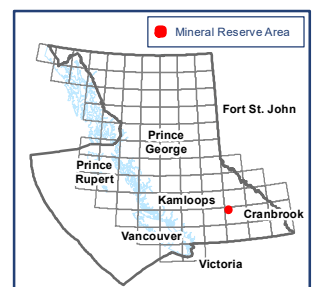 Mineral Reserve Area
Fort St. John
Prince
George
Prince
Rupert
Kamloops
Cranbrook
Vancouver
Victoria